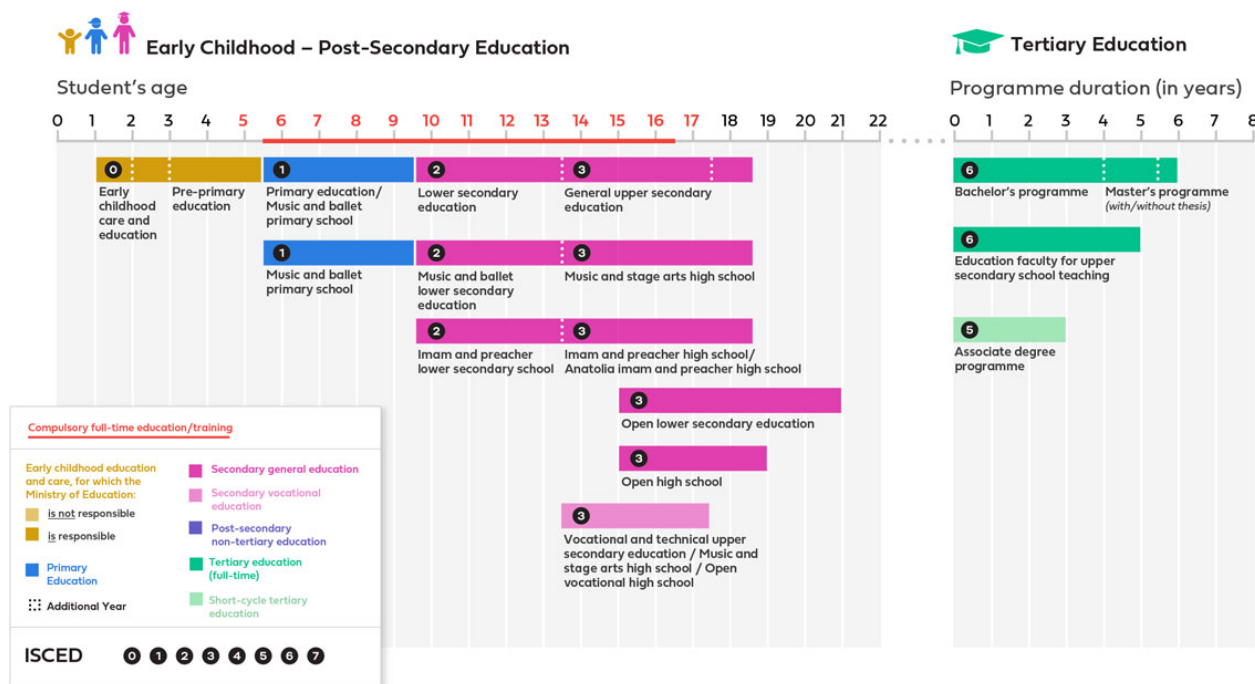 Early Childhood – Post-Secondary Education
Student's age
0 1 2 3 4 5 6 7 8 9 10 11 12 13 14 15 16 17 18 19 20 21 22
0
1
2
3
Early
childhood
care and
education
Pre-primary
education
Primary education/
Music and ballet
primary school
Lower secondary
education
General upper secondary
education
1
2
3
Music and ballet
primary school
Music and ballet
lower secondary
education
Music and stage arts high school
2
3
Imam and preacher
lower secondary school
Imam and preacher high school/
Anatolia imam and preacher high school
3
Open lower secondary education
3
Open high school
3
Vocational and technical upper
secondary education / Music and
stage arts high school / Open
vocational high school
Tertiary Education
Programme duration (in years)
0 1 2 3 4 5 6 7 8
6
Bachelor's programme
Master's programme
(with/without thesis)
6
Education faculty for upper
secondary school teaching
5
Associate degree
programme
Compulsory full-time education/training
Early childhood education
and care, for which the
Ministry of Education:
is not responsible
is responsible
Primary
Education
Additional Year
Secondary general education
Secondary vocational
education
Post-secondary
non-tertiary education
Tertiary education
(full-time)
Short-cycle tertiary
education
ISCED 0 1 2 3 4 5 6 7